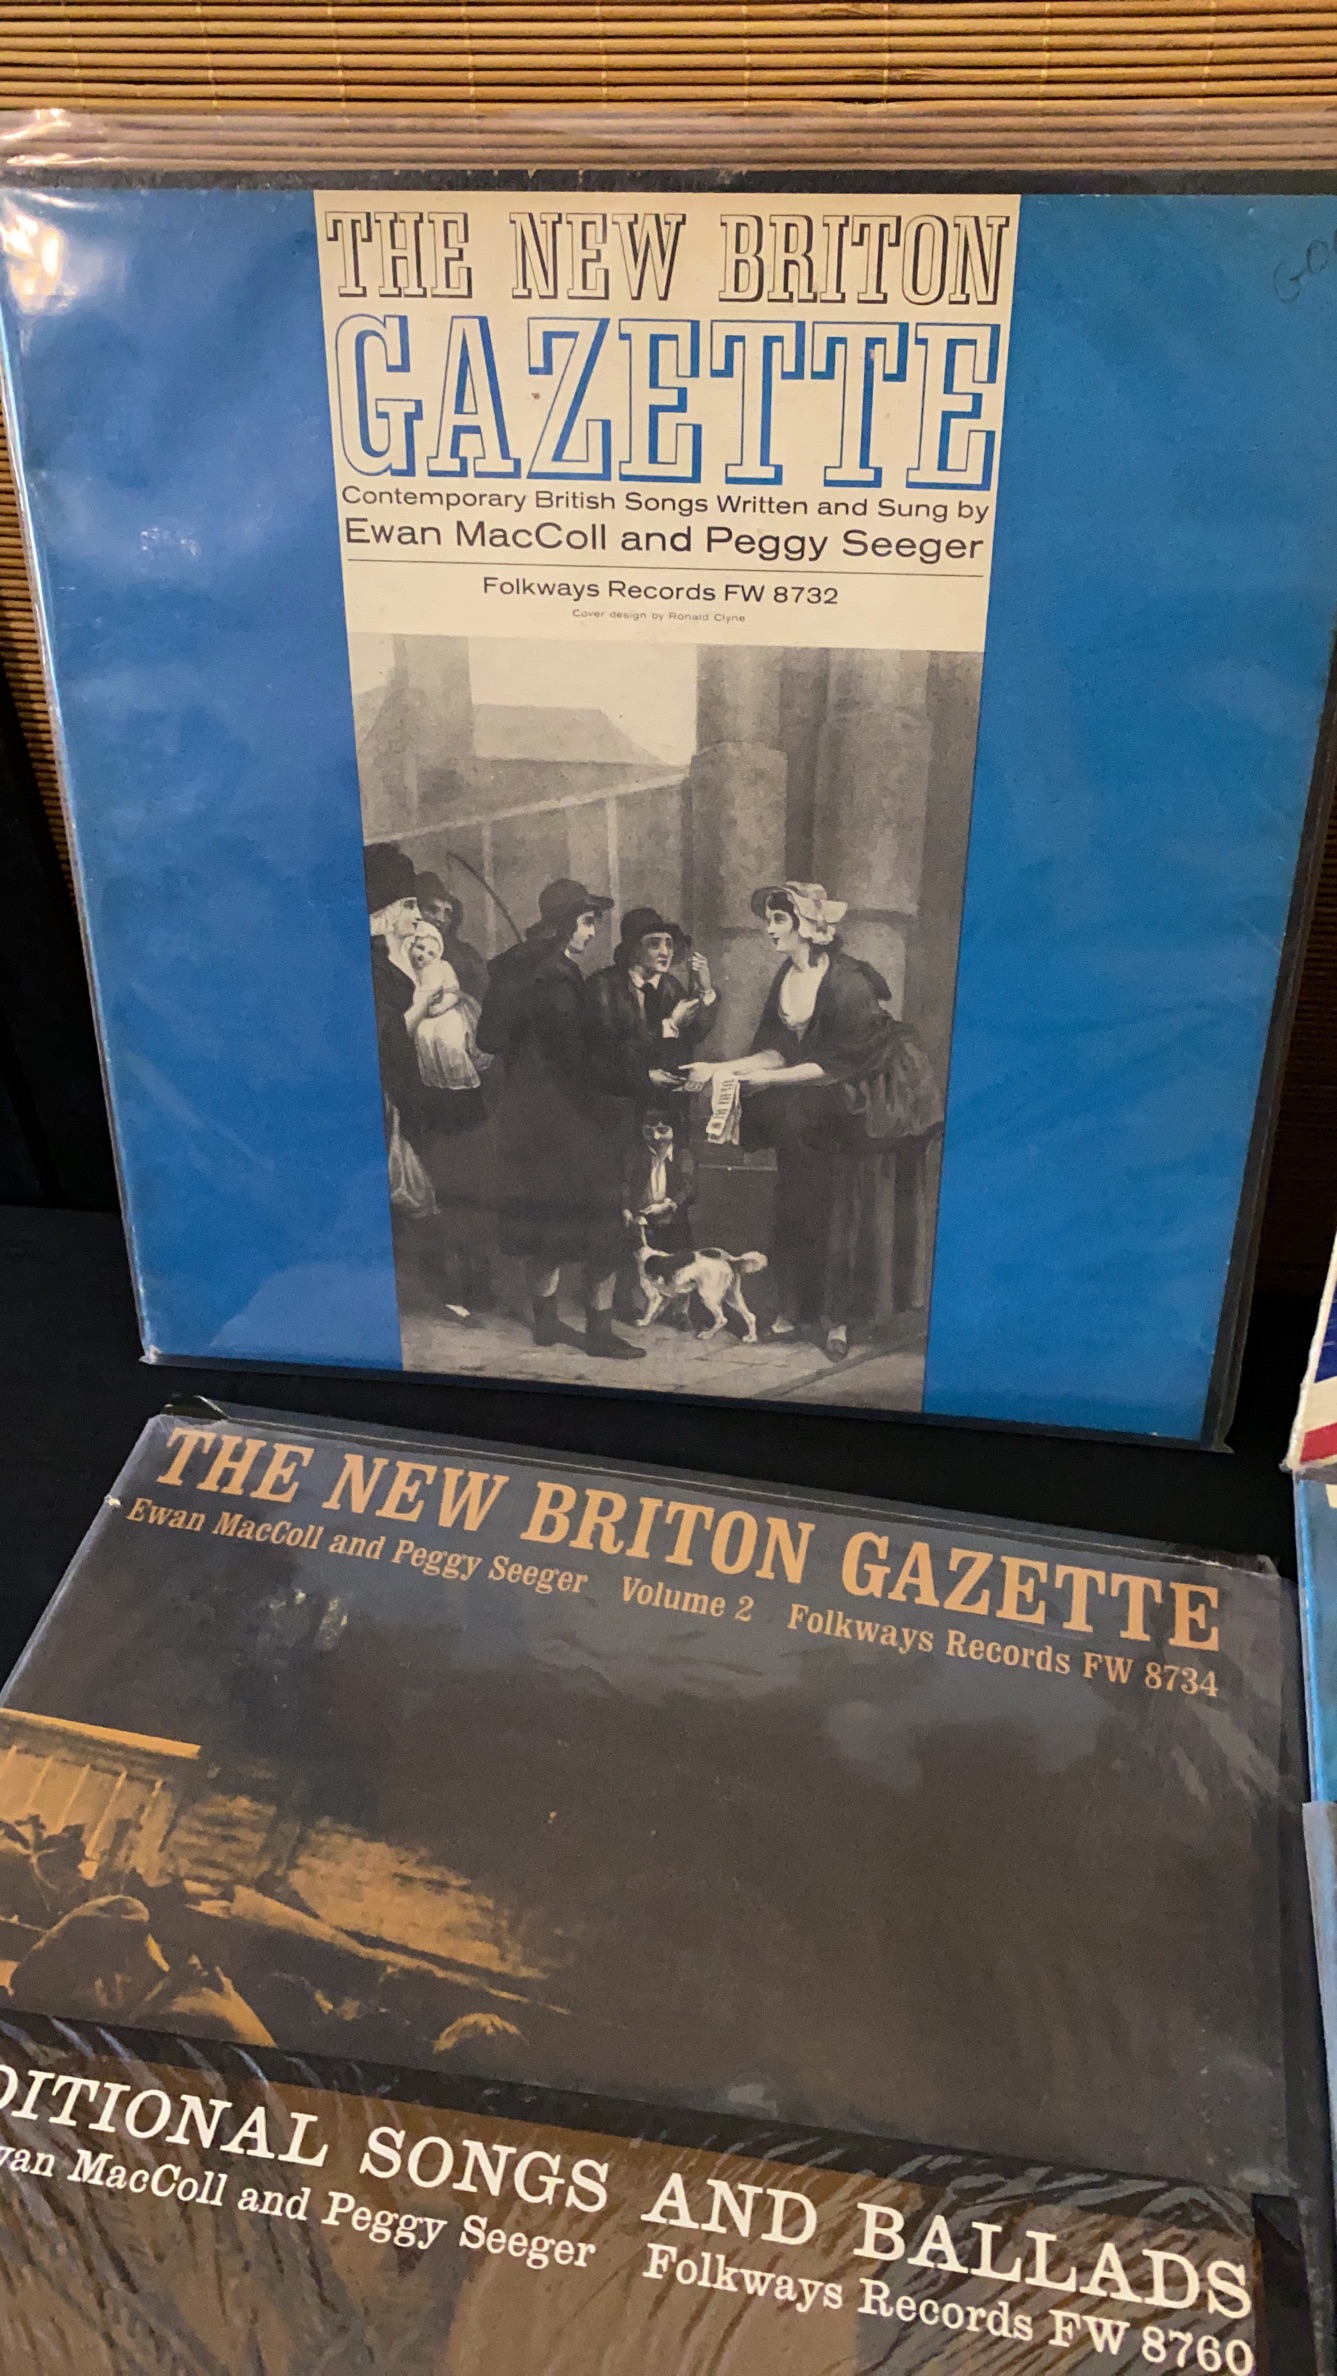 THE NEW BRITON
GAZETTE
Contemporary British Songs Written and Sung by
Ewan MacColl and Peggy Seeger
Folkways Records FW 8732
Cover design by Ronald Clyne
THE NEW BRITON GAZETTE
Ewan MacColl and Peggy Seeger Volume 2 Folkways Records FW 8734
DITIONAL SONGS AND BALLADS
wan MacColl and Peggy Seeger Folkways Records FW 8760